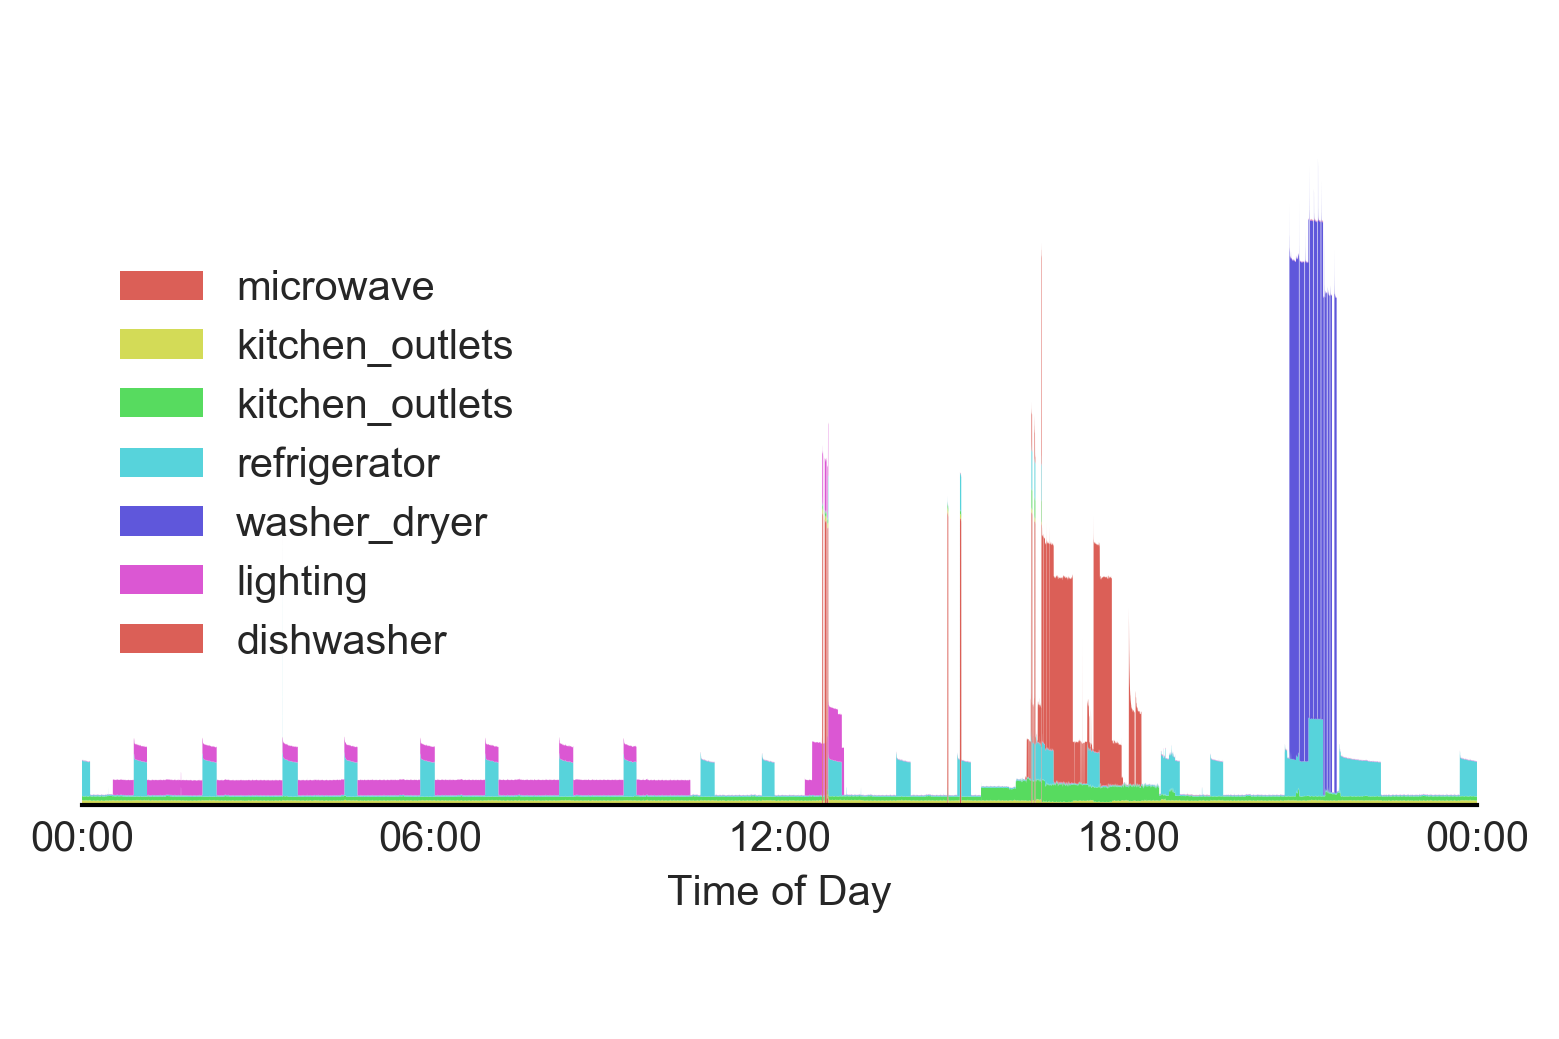 microwave
kitchen_outlets
kitchen_outlets
refrigerator
washer_dryer
lighting
dishwasher
00:00 06:00 12:00 18:00 00:00
Time of Day